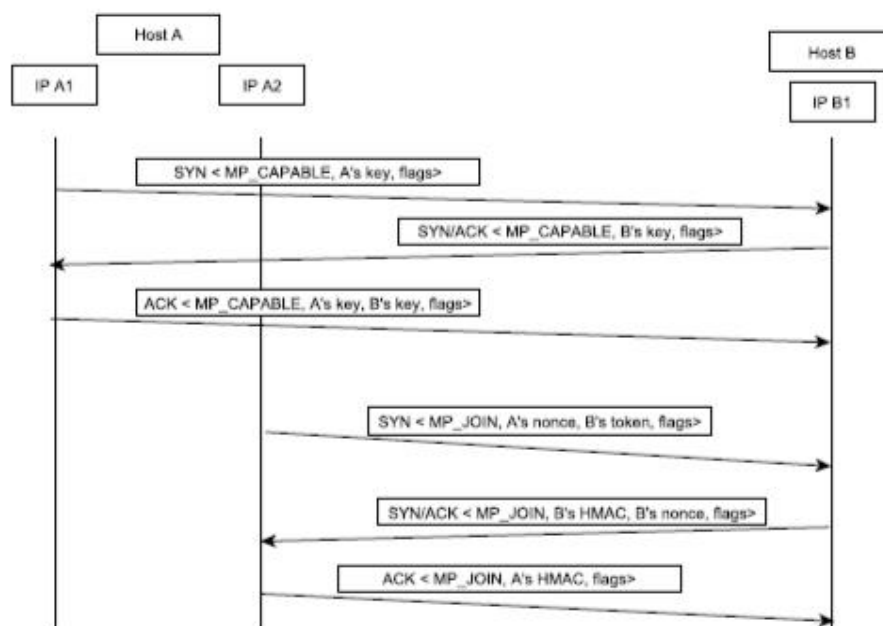 Host A
Host B
IP A1
IP A2
IP B1
SYN < MP_CAPABLE, A's key, flags>
SYN/ACK < MP_CAPABLE, B's key, flags>
ACK < MP_CAPABLE, A's key, B's key, flags>
SYN < MP_JOIN, A's nonce, B's token, flags>
SYN/ACK < MP_JOIN, B's HMAC, B's nonce, flags>
ACK < MP_JOIN, A's HMAC, flags>